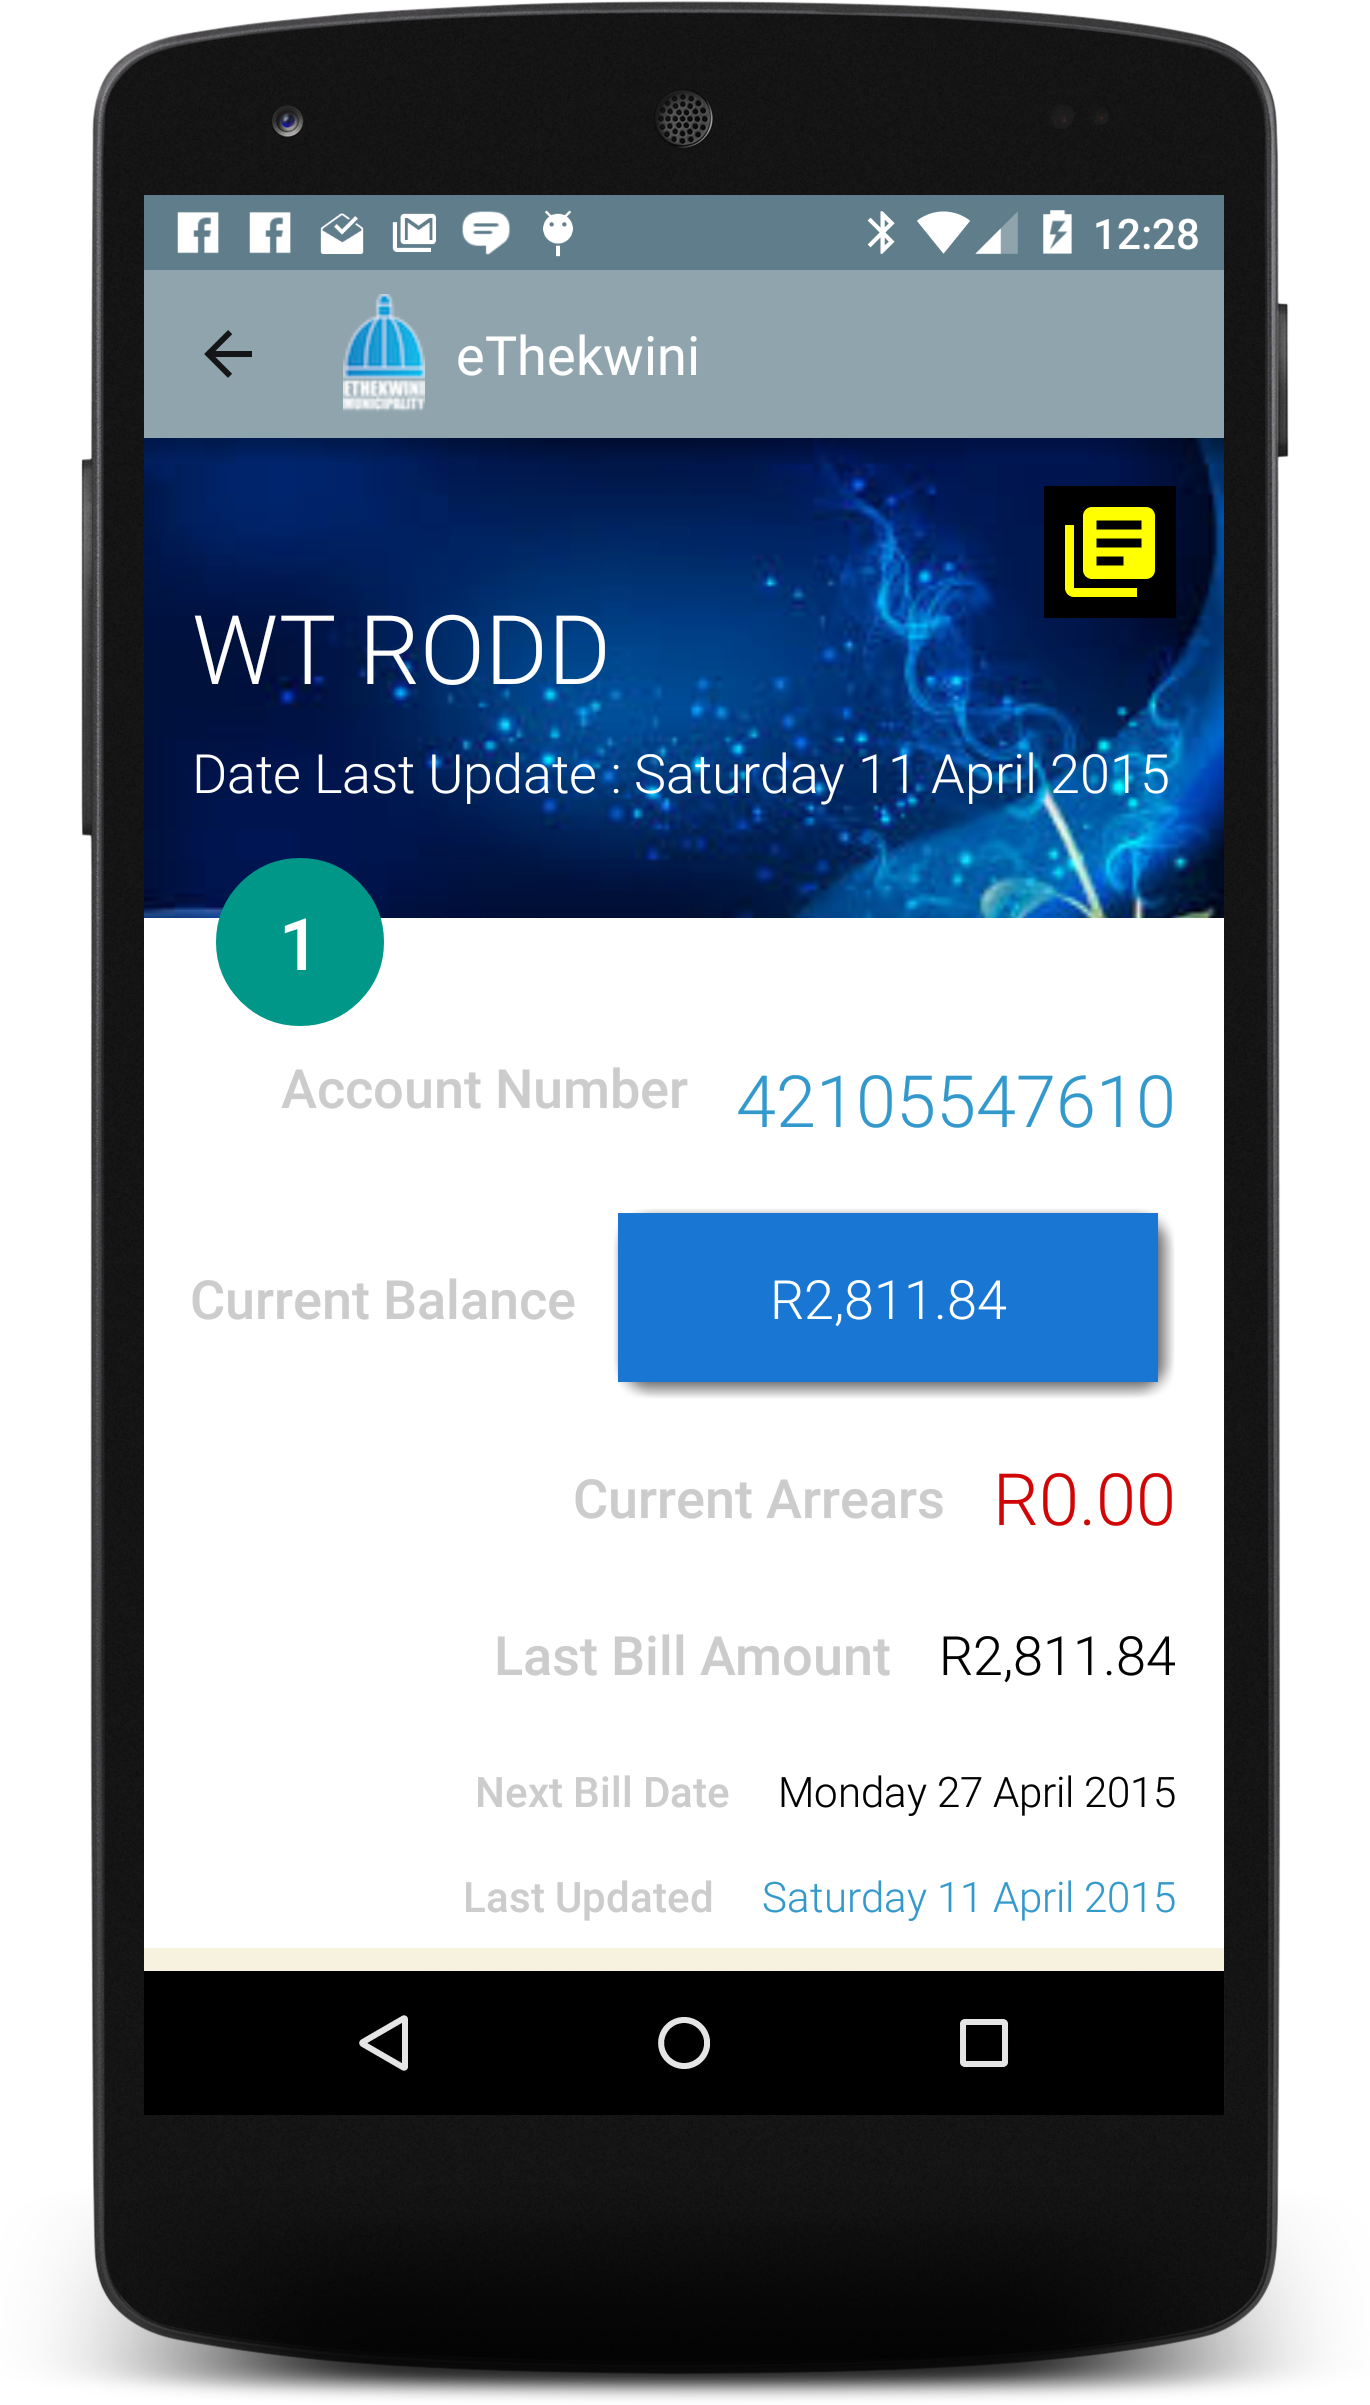 12:28
ETHEKWINI
MUNICIPALITY
eThekwini
WT RODD
Date Last Update : Saturday 11 April 2015
1
Account Number 42105547610
Current Balance R2,811.84
Current Arrears R0.00
Last Bill Amount R2,811.84
Next Bill Date Monday 27 April 2015
Last Updated Saturday 11 April 2015